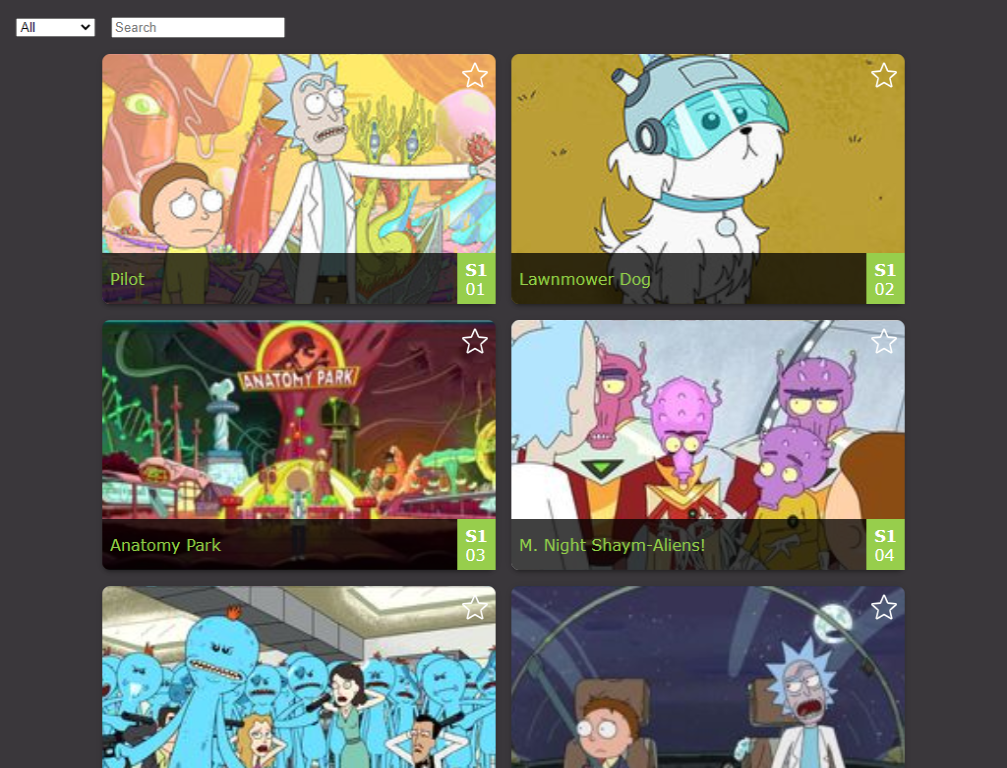 All
Search
Pilot
S1
01
Lawnmower Dog
S1
02
ANATOMY PARK
Anatomy Park
S1
03
M. Night Shaym-Aliens!
S1
04